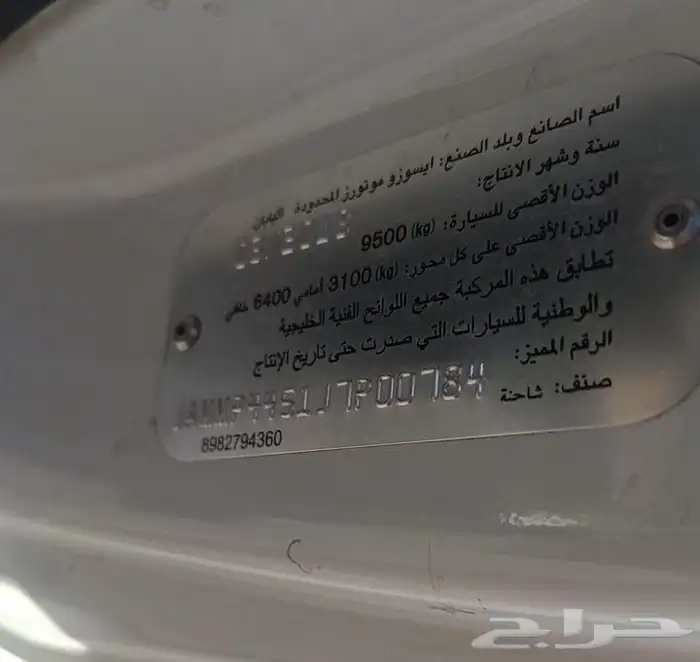 اسم الصانع وبلد الصنع: ايسوزو موتورز المحدودة اليابان
سنة وشهر الانتاج:
الوزن الأقصى للسيارة: (kg) 9500
الوزن الأقصى على كل محور: (kg) 3100 أمامي 6400 خلفي
تطابق هذه المركبة جميع اللوائح الفنية الخليجية
والوطنية للسيارات التي صدرت حتى تاريخ الإنتاج
الرقم المميز:
صنف: شاحنة
8982794360
حراج